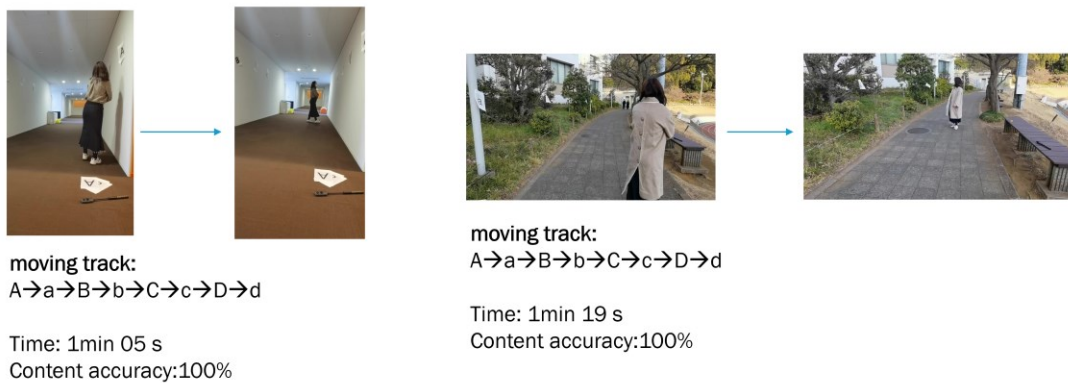 moving track:
A→a→B→b→C→c→D→d
Time: 1min 05 s
Content accuracy:100%
moving track:
A→a→B→b→C→c→D→d
Time: 1min 19 s
Content accuracy:100%